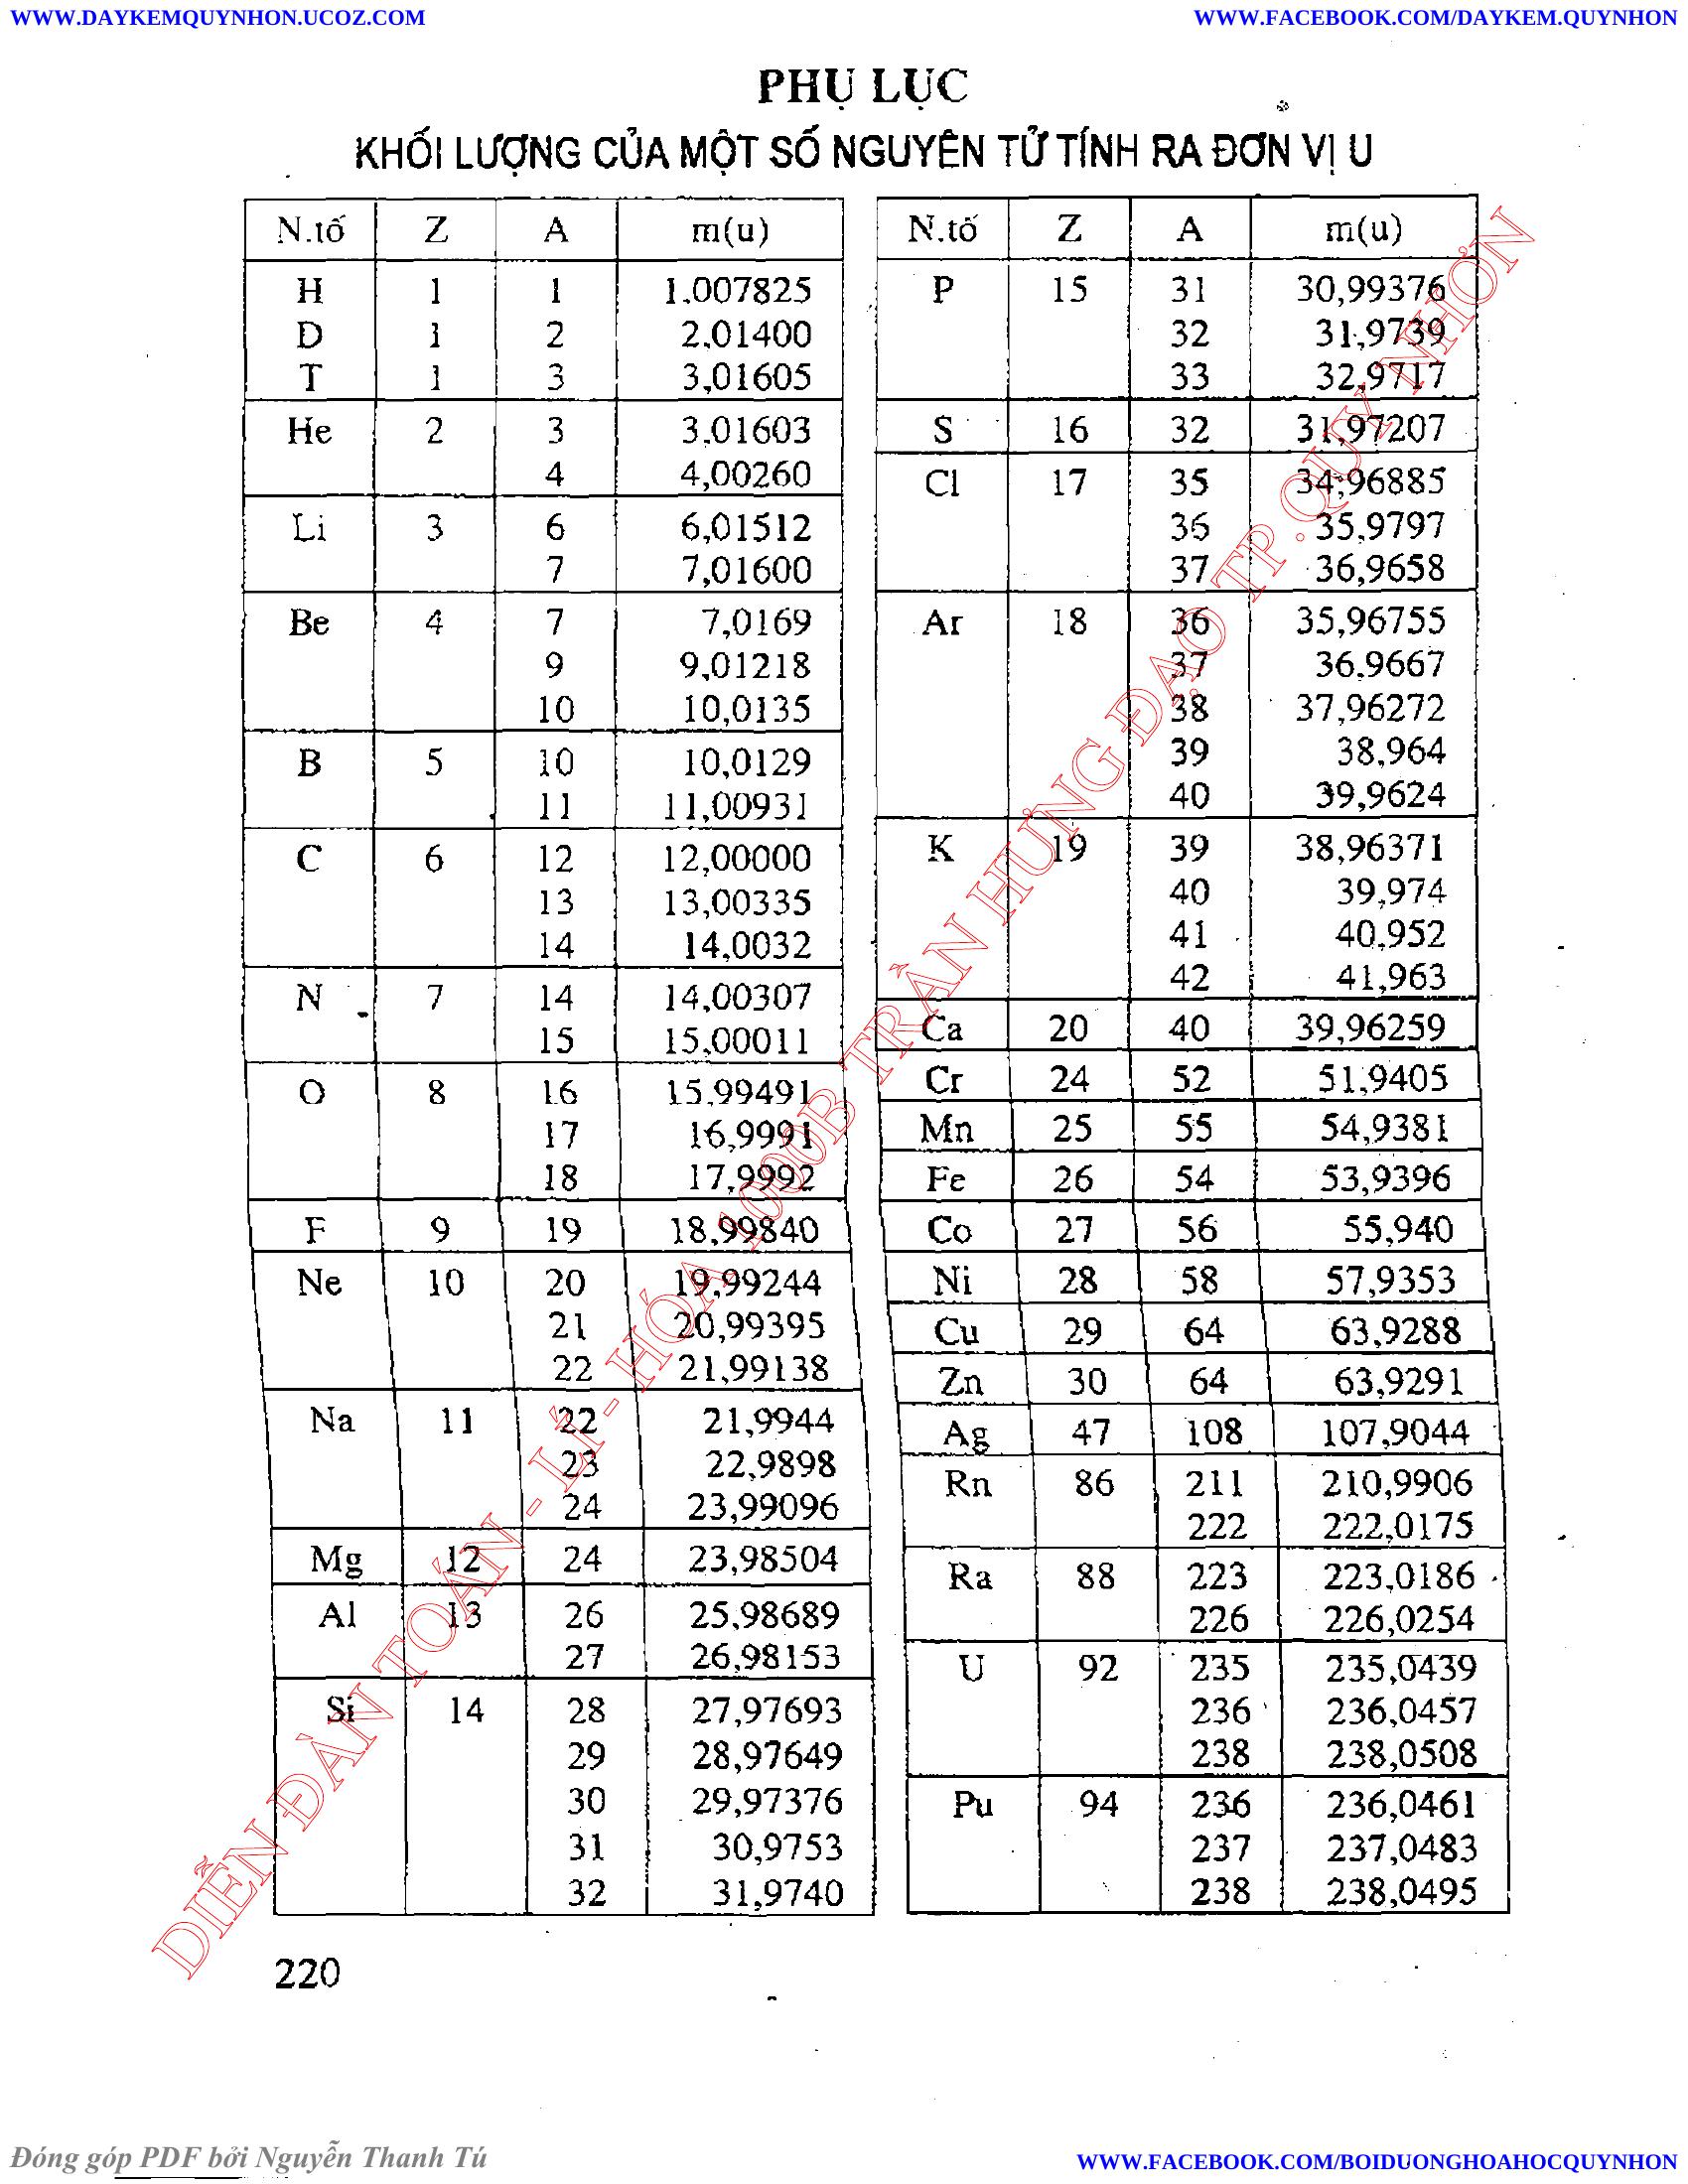 WWW.DAYKEMQUYNHON.UCOZ.COM
WWW.FACEBOOK.COM/DAYKEM.QUYNHON
PHỤ LỤC
KHỐI LƯỢNG CỦA MỘT SỐ NGUYÊN TỬ TÍNH RA ĐƠN VỊ U
N.tố Z A m(u)
H 1 1 1.007825
D 1 2 2.01400
T 1 3 3,01605
He 2 3 3.01603
4 4,00260
Li 3 6 6,01512
7 7,01600
Be 4 7 7,0169
9 9,01218
10 10,0135
B 5 10 10,0129
11 11,00931
C 6 12 12,00000
13 13,00335
14 14,0032
N 7 14 14,00307
15 15,00011
O 8 16 15,99491
17 16,9991
18 17,9992
F 9 19 18,99840
Ne 10 20 19,99244
21 20,99395
22 21,99138
Na 11 22 21,9944
23 22,9898
24 23,99096
Mg 12 24 23,98504
Al 13 26 25,98689
27 26,98153
Si 14 28 27,97693
29 28,97649
30 29,97376
31 30,9753
32 31,9740
N.tố Z A m(u)
P 15 31 30,99376
32 31,9739
33 32,9717
S 16 32 31,97207
Cl 17 35 34,96885
36 35,9797
37 36,9658
Ar 18 36 35,96755
37 36,9667
38 37,96272
39 38,964
40 39,9624
K 19 39 38,96371
40 39,974
41 40,952
42 41,963
Ca 20 40 39,96259
Cr 24 52 51,9405
Mn 25 55 54,9381
Fe 26 54 53,9396
Co 27 56 55,940
Ni 28 58 57,9353
Cu 29 64 63,9288
Zn 30 64 63,9291
Ag 47 108 107,9044
Rn 86 211 210,9906
222 222,0175
Ra 88 223 223,0186
226 226,0254
U 92 235 235,0439
236 236,0457
238 238,0508
Pu 94 236 236,0461
237 237,0483
238 238,0495
DIỄN ĐÀN TOÁN - LÍ - HÓA 1000B TRẦN HƯNG ĐẠO TP.QUY NHƠN
220
Đóng góp PDF bởi Nguyễn Thanh Tú
WWW.FACEBOOK.COM/BOIDUONGHOAHOCQUYNHON